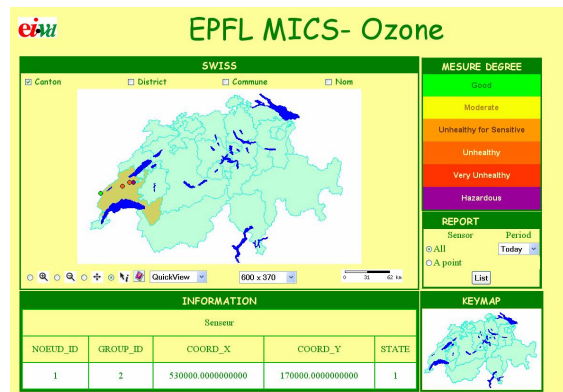 ei-vd
EPFL MICS- Ozone
SWISS
Canton District Commune Nom
QuickView 600 x 370 0 31 62 km
MESURE DEGREE
Good
Moderate
Unhealthy for Sensitive
Unhealthy
Very Unhealthy
Hazardous
REPORT
Sensor Period
All Today
A point
List
INFORMATION
Senseur
NOEUD_ID GROUP_ID COORD_X COORD_Y STATE
1 2 530000.0000000000 170000.0000000000 1
KEYMAP